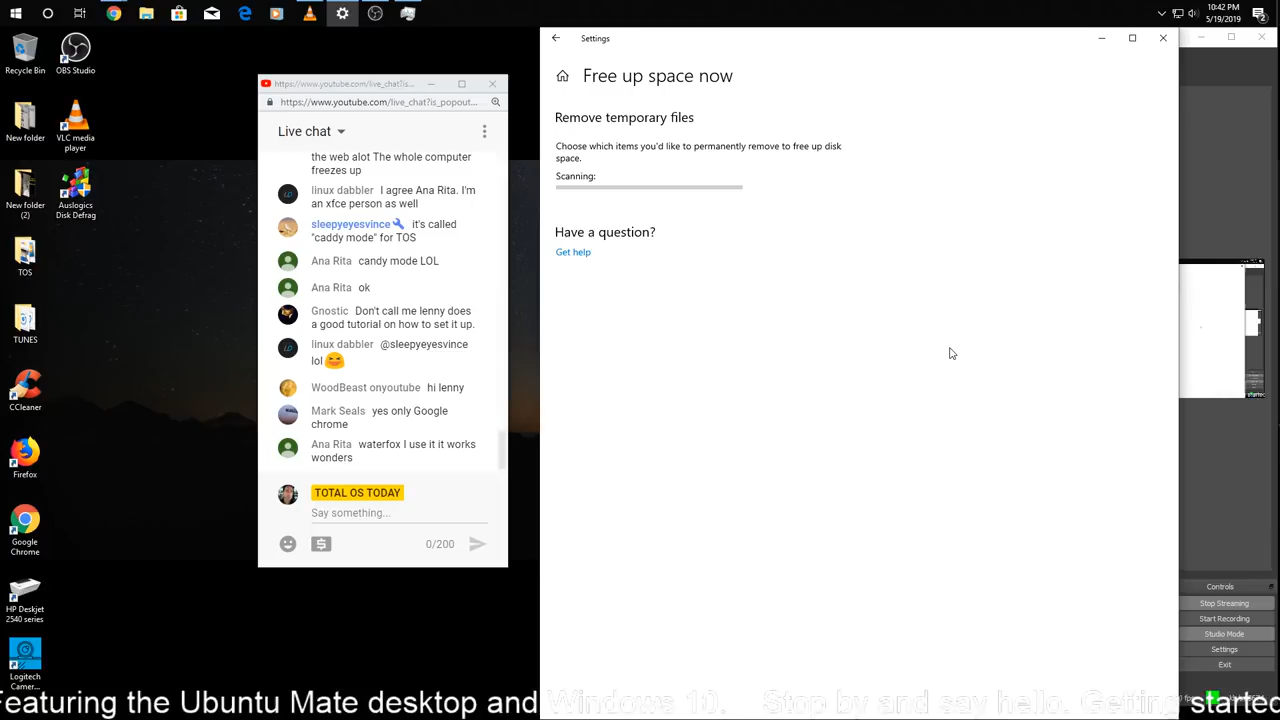 10:42 PM
5/19/2019
2
Recycle Bin
OBS Studio
New folder
VLC media
player
New folder
(2)
Auslogics
Disk Defrag
TOS
TUNES
CCleaner
Firefox
Google
Chrome
HP Deskjet
2540 series
Logitech
Camer...
https://www.youtube.com/live_chat?is...
https://www.youtube.com/live_chat?is_popout...
Live chat
the web alot The whole computer
freezes up
linux dabbler I agree Ana Rita. I'm
an xfce person as well
sleepyeyesvince it's called
"caddy mode" for TOS
Ana Rita candy mode LOL
Ana Rita ok
Gnostic Don't call me lenny does
a good tutorial on how to set it up.
linux dabbler @sleepyeyesvince
lol
WoodBeast onyoutube hi lenny
Mark Seals yes only Google
chrome
Ana Rita waterfox I use it it works
wonders
TOTAL OS TODAY
Say something...
0/200
Settings
Free up space now
Remove temporary files
Choose which items you'd like to permanently remove to free up disk
space.
Scanning:
Have a question?
Get help
Controls
Stop Streaming
Start Recording
Studio Mode
Settings
Exit
Featuring the Ubuntu Mate desktop and Windows 10. Stop by and say hello. Getting started